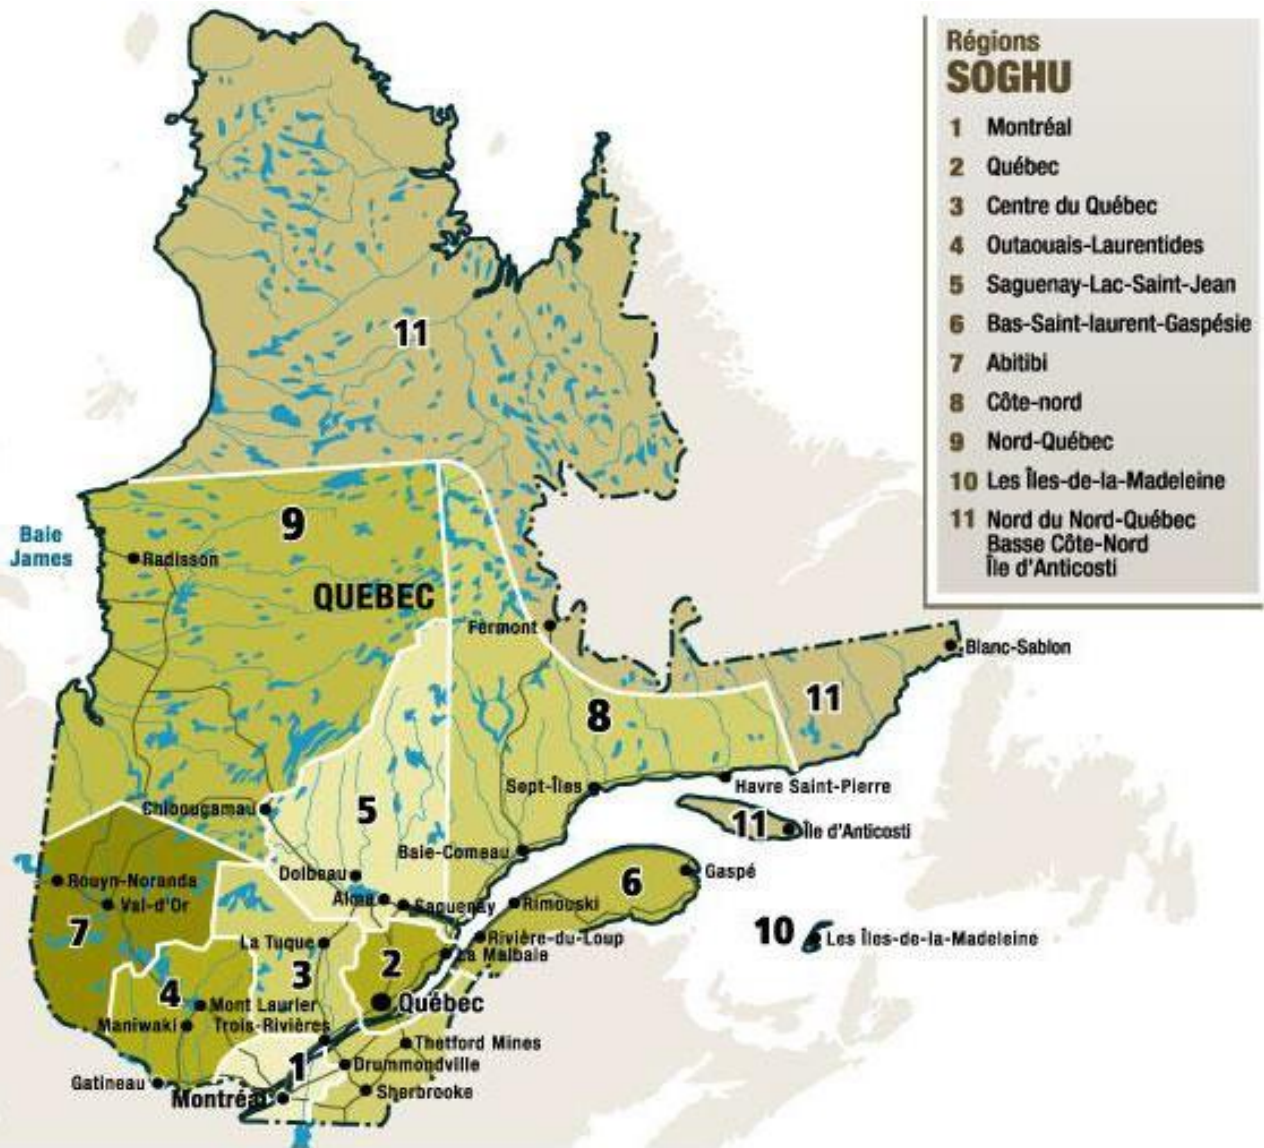 Régions
SOGHU
1 Montréal
2 Québec
3 Centre du Québec
4 Outaouais-Laurentides
5 Saguenay-Lac-Saint-Jean
6 Bas-Saint-laurent-Gaspésie
7 Abitibi
8 Côte-nord
9 Nord-Québec
10 Les Îles-de-la-Madeleine
11 Nord du Nord-Québec
Basse Côte-Nord
Île d'Anticosti
11
9
Baie
James
Radisson
QUEBEC
Fermont
Blanc-Sablon
11
8
Sept-Îles
Havre Saint-Pierre
Chibougamau
5
11
Île d'Anticosti
Baie-Comeau
Dolbeau
Gaspé
6
Rouyn-Noranda
Val-d'Or
Alma
Saguenay
Rimouski
7
10
Les Îles-de-la-Madeleine
La Tuque
Rivière-du-Loup
La Malbaie
3
2
4
Mont Laurier
Québec
Maniwaki
Trois-Rivières
Thetford Mines
1
Drummondville
Gatineau
Sherbrooke
Montréal